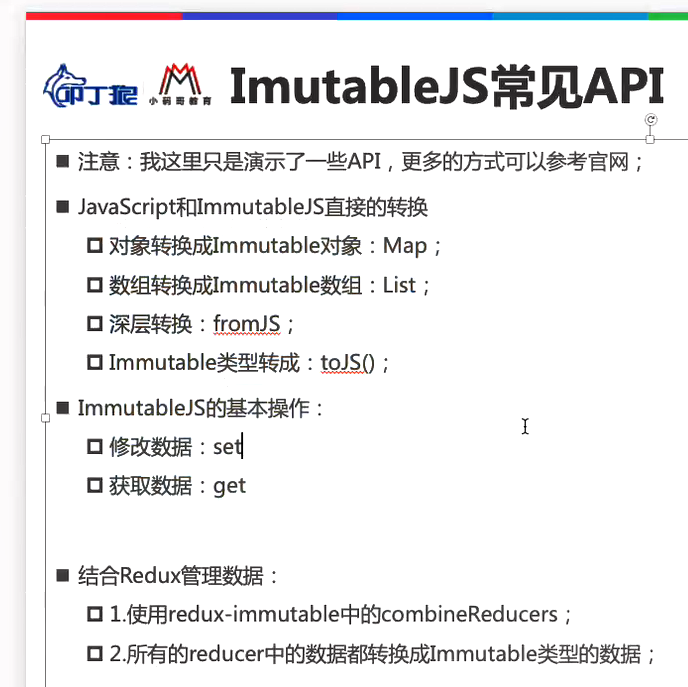 叩丁狼
小码哥教育
ImutableJS常见API
注意：我这里只是演示了一些API，更多的方式可以参考官网；
JavaScript和ImmutableJS直接的转换
对象转换成Immutable对象：Map；
数组转换成Immutable数组：List；
深层转换：fromJS；
Immutable类型转成：toJS()；
ImmutableJS的基本操作：
修改数据：set
获取数据：get
结合Redux管理数据：
1.使用redux-immutable中的combineReducers；
2.所有的reducer中的数据都转换成Immutable类型的数据；